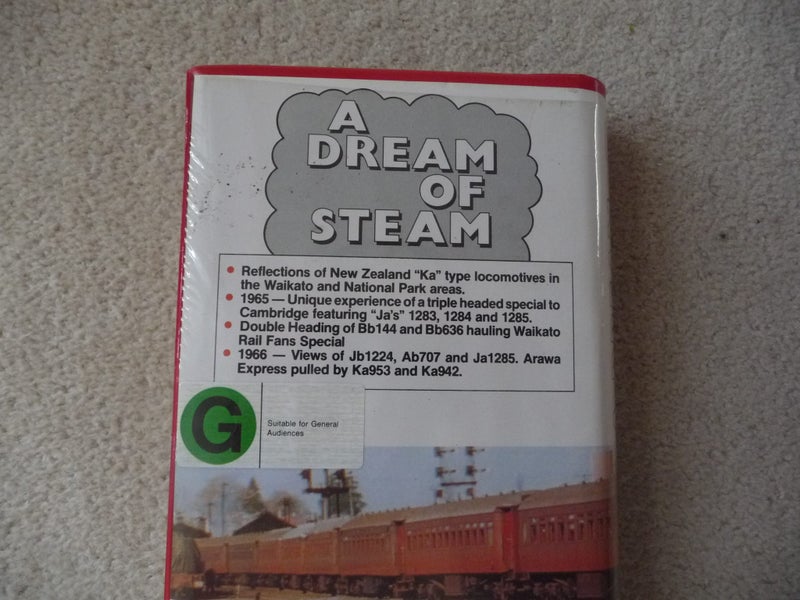 A
DREAM
OF
STEAM
• Reflections of New Zealand "Ka" type locomotives in
the Waikato and National Park areas.
• 1965 — Unique experience of a triple headed special to
Cambridge featuring "Ja's" 1283, 1284 and 1285.
• Double Heading of Bb144 and Bb636 hauling Waikato
Rail Fans Special
• 1966 — Views of Jb1224, Ab707 and Ja1285. Arawa
Express pulled by Ka953 and Ka942.
G
Suitable for General
Audiences